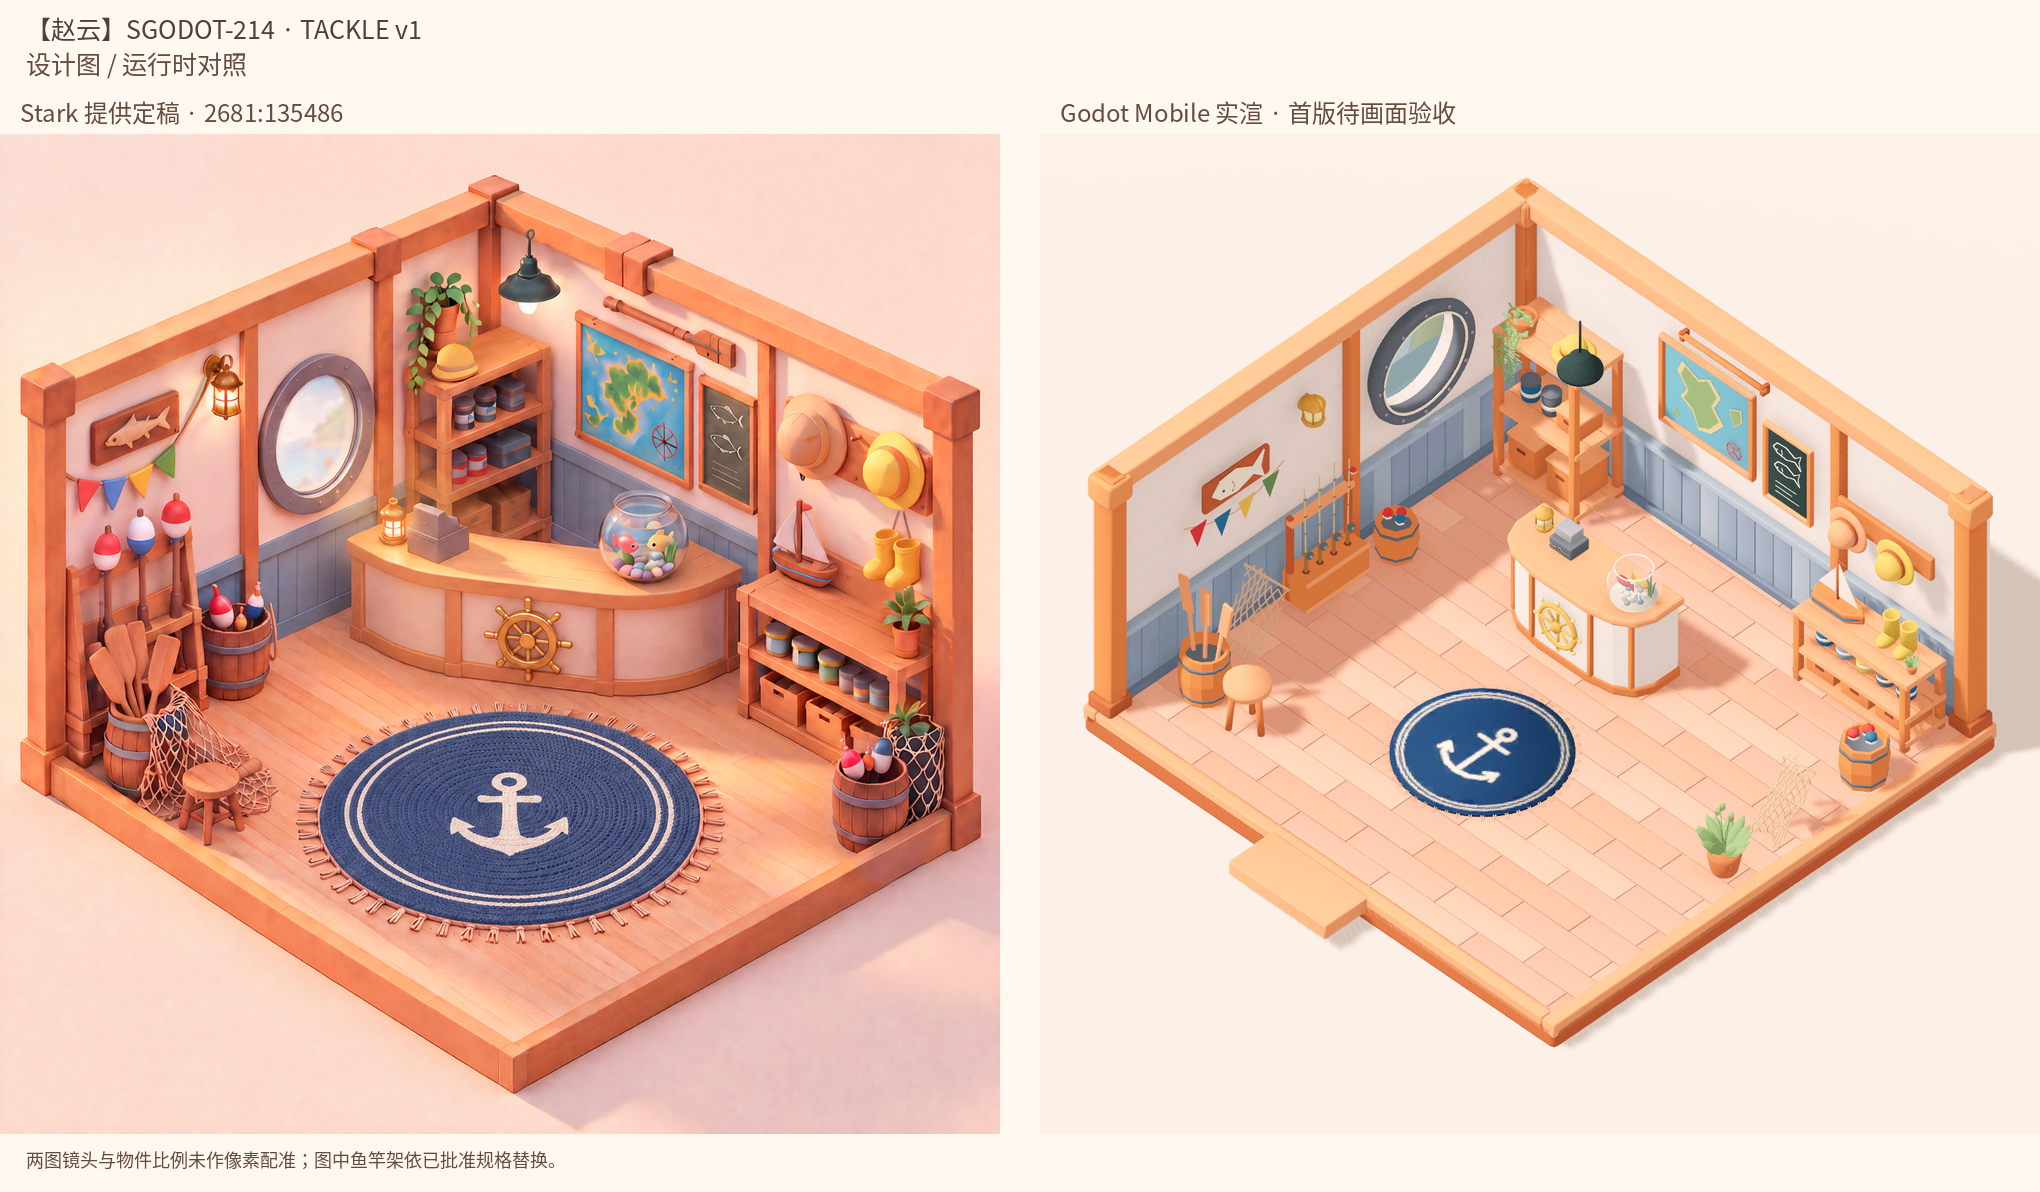 【赵云】SGODOT-214 · TACKLE v1
设计图 / 运行时对照
Stark 提供定稿 · 2681:135486
Godot Mobile 实渲 · 首版待画面验收
两图镜头与物件比例未作像素配准；图中鱼竿架依已批准规格替换。